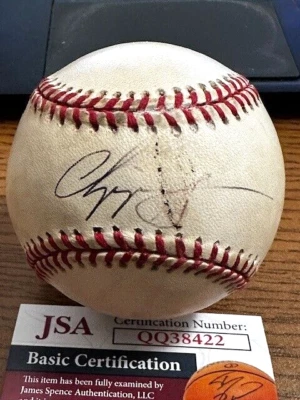 JSA
Certification Number:
QQ38422
Basic Certification
This item has been fully examined by
James Spence Authentication, LLC